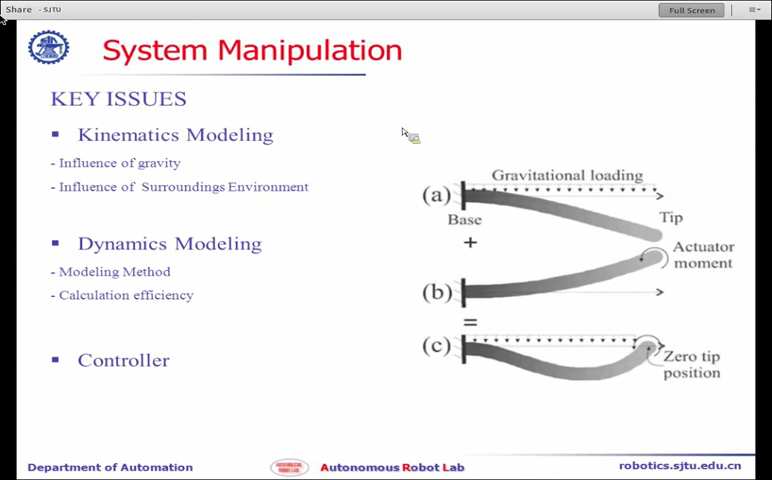 Share - SJTU
Full Screen
System Manipulation
KEY ISSUES
▪ Kinematics Modeling
- Influence of gravity
- Influence of Surroundings Environment
▪ Dynamics Modeling
- Modeling Method
- Calculation efficiency
▪ Controller
Gravitational loading
(a)
Base
Tip
+
Actuator
moment
(b)
=
(c)
Zero tip
position
Department of Automation
Autonomous Robot Lab
robotics.sjtu.edu.cn